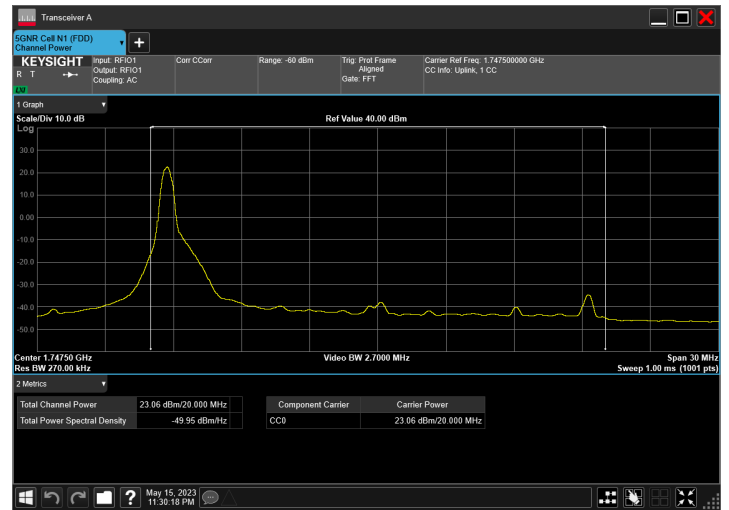 Transceiver A
5GNR Cell N1 (FDD)
Channel Power
KEYSIGHT
R T
LXI
Input: RFIO1
Output: RFIO1
Coupling: AC
Corr CCorr
Range: -60 dBm
Trig: Prot Frame
Aligned
Gate: FFT
Carrier Ref Freq: 1.747500000 GHz
CC Info: Uplink, 1 CC
1 Graph
Scale/Div 10.0 dB
Ref Value 40.00 dBm
Log
30.0
20.0
10.0
0.00
-10.0
-20.0
-30.0
-40.0
-50.0
Center 1.74750 GHz
Video BW 2.7000 MHz
Span 30 MHz
Res BW 270.00 kHz
Sweep 1.00 ms (1001 pts)
2 Metrics
Total Channel Power 23.06 dBm/20.000 MHz
Total Power Spectral Density -49.95 dBm/Hz
Component Carrier Carrier Power
CC0 23.06 dBm/20.000 MHz
?
May 15, 2023
11:30:18 PM